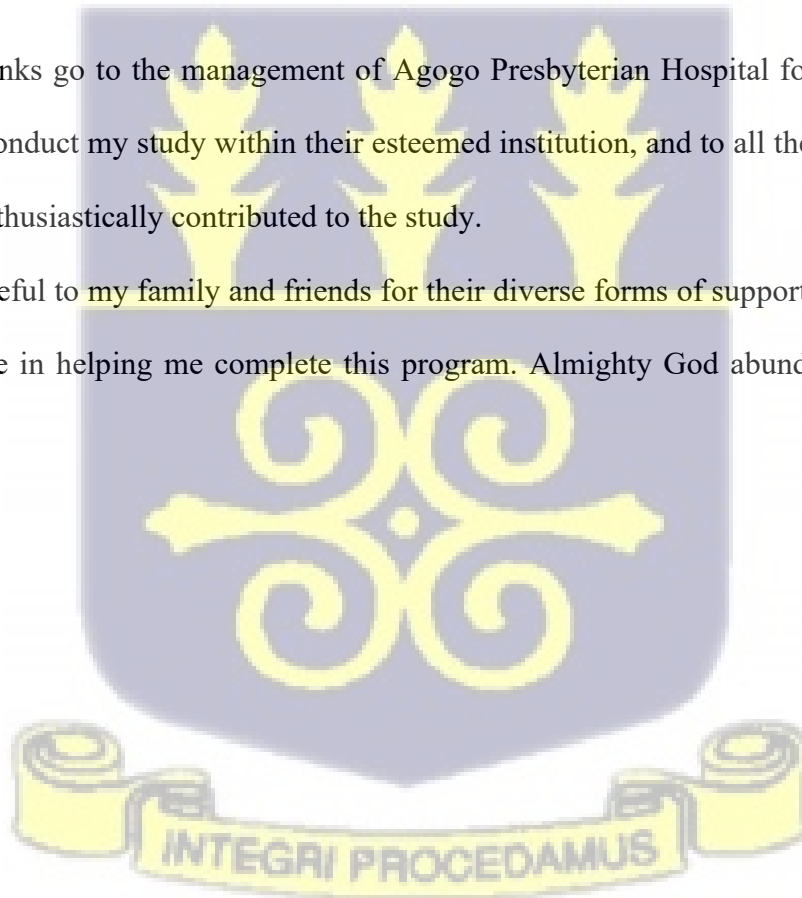 nks go to the management of Agogo Presbyterian Hospital fo
onduct my study within their esteemed institution, and to all the
thusiastically contributed to the study.
eful to my family and friends for their diverse forms of support
e in helping me complete this program. Almighty God abund
INTEGRI PROCEDAMUS